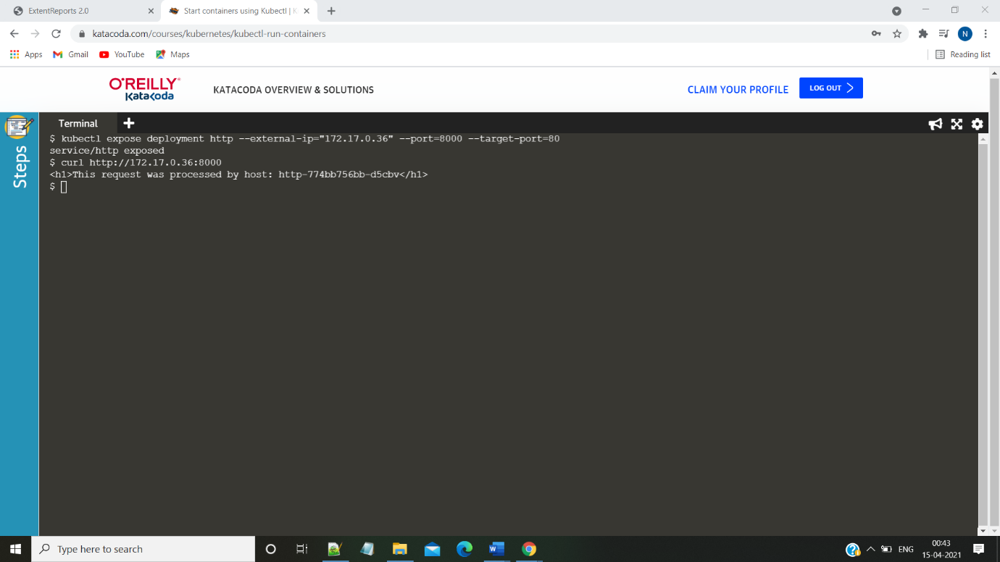 ExtentReports 2.0
Start containers using Kubectl | K
katacoda.com/courses/kubernetes/kubectl-run-containers
N
Apps
Gmail
YouTube
Maps
Reading list
O'REILLY®
Katakoda
KATACODA OVERVIEW & SOLUTIONS
CLAIM YOUR PROFILE
LOG OUT
Steps
Terminal
$ kubectl expose deployment http --external-ip="172.17.0.36" --port=8000 --target-port=80
service/http exposed
$ curl http://172.17.0.36:8000
<h1>This request was processed by host: http-774bb756bb-d5cbv</h1>
$
Type here to search
ENG
00:43
15-04-2021